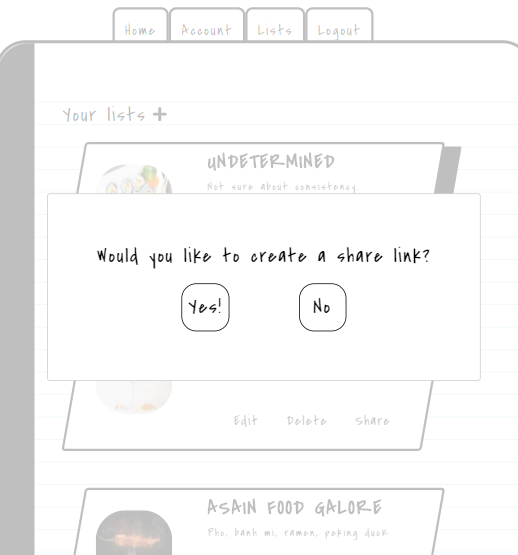 Home Account Lists Logout
Your lists +
UNDETERMINED
Not sure about consistency.
Would you like to create a share link?
Yes! No
Edit Delete Share
ASAIN FOOD GALORE
Pho, banh mi, ramen, peking duck